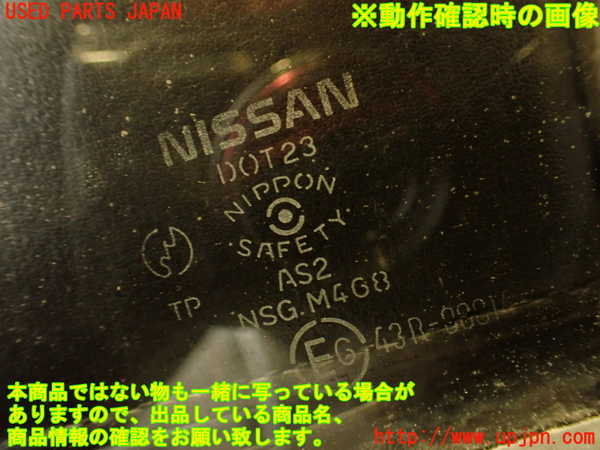 USED PARTS JAPAN
※動作確認時の画像
NISSAN
DOT23
NIPPON
·SAFETY·
AS2
TP
NSG.M4G8
E6-43R-
本商品ではない物も一緒に写っている場合が
ありますので、出品している商品名、
商品情報の確認をお願い致します。
http://www.upjpn.com/